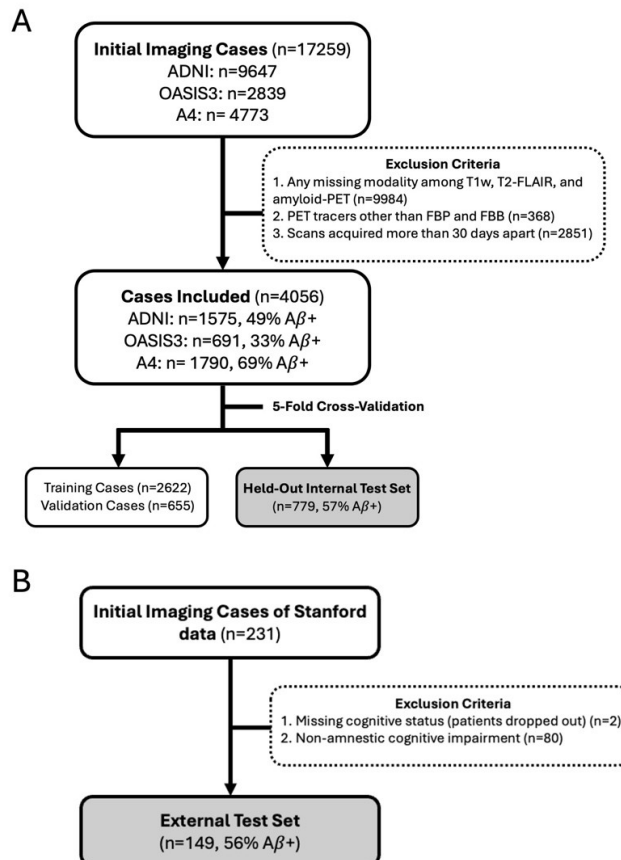 A
Initial Imaging Cases (n=17259)
ADNI: n=9647
OASIS3: n=2839
A4: n= 4773
Exclusion Criteria
1. Any missing modality among T1w, T2-FLAIR, and
amyloid-PET (n=9984)
2. PET tracers other than FBP and FBB (n=368)
3. Scans acquired more than 30 days apart (n=2851)
Cases Included (n=4056)
ADNI: n=1575, 49% Aβ+
OASIS3: n=691, 33% Aβ+
A4: n= 1790, 69% Aβ+
5-Fold Cross-Validation
Training Cases (n=2622)
Validation Cases (n=655)
Held-Out Internal Test Set
(n=779, 57% Aβ+)
B
Initial Imaging Cases of Stanford
data (n=231)
Exclusion Criteria
1. Missing cognitive status (patients dropped out) (n=2)
2. Non-amnestic cognitive impairment (n=80)
External Test Set
(n=149, 56% Aβ+)